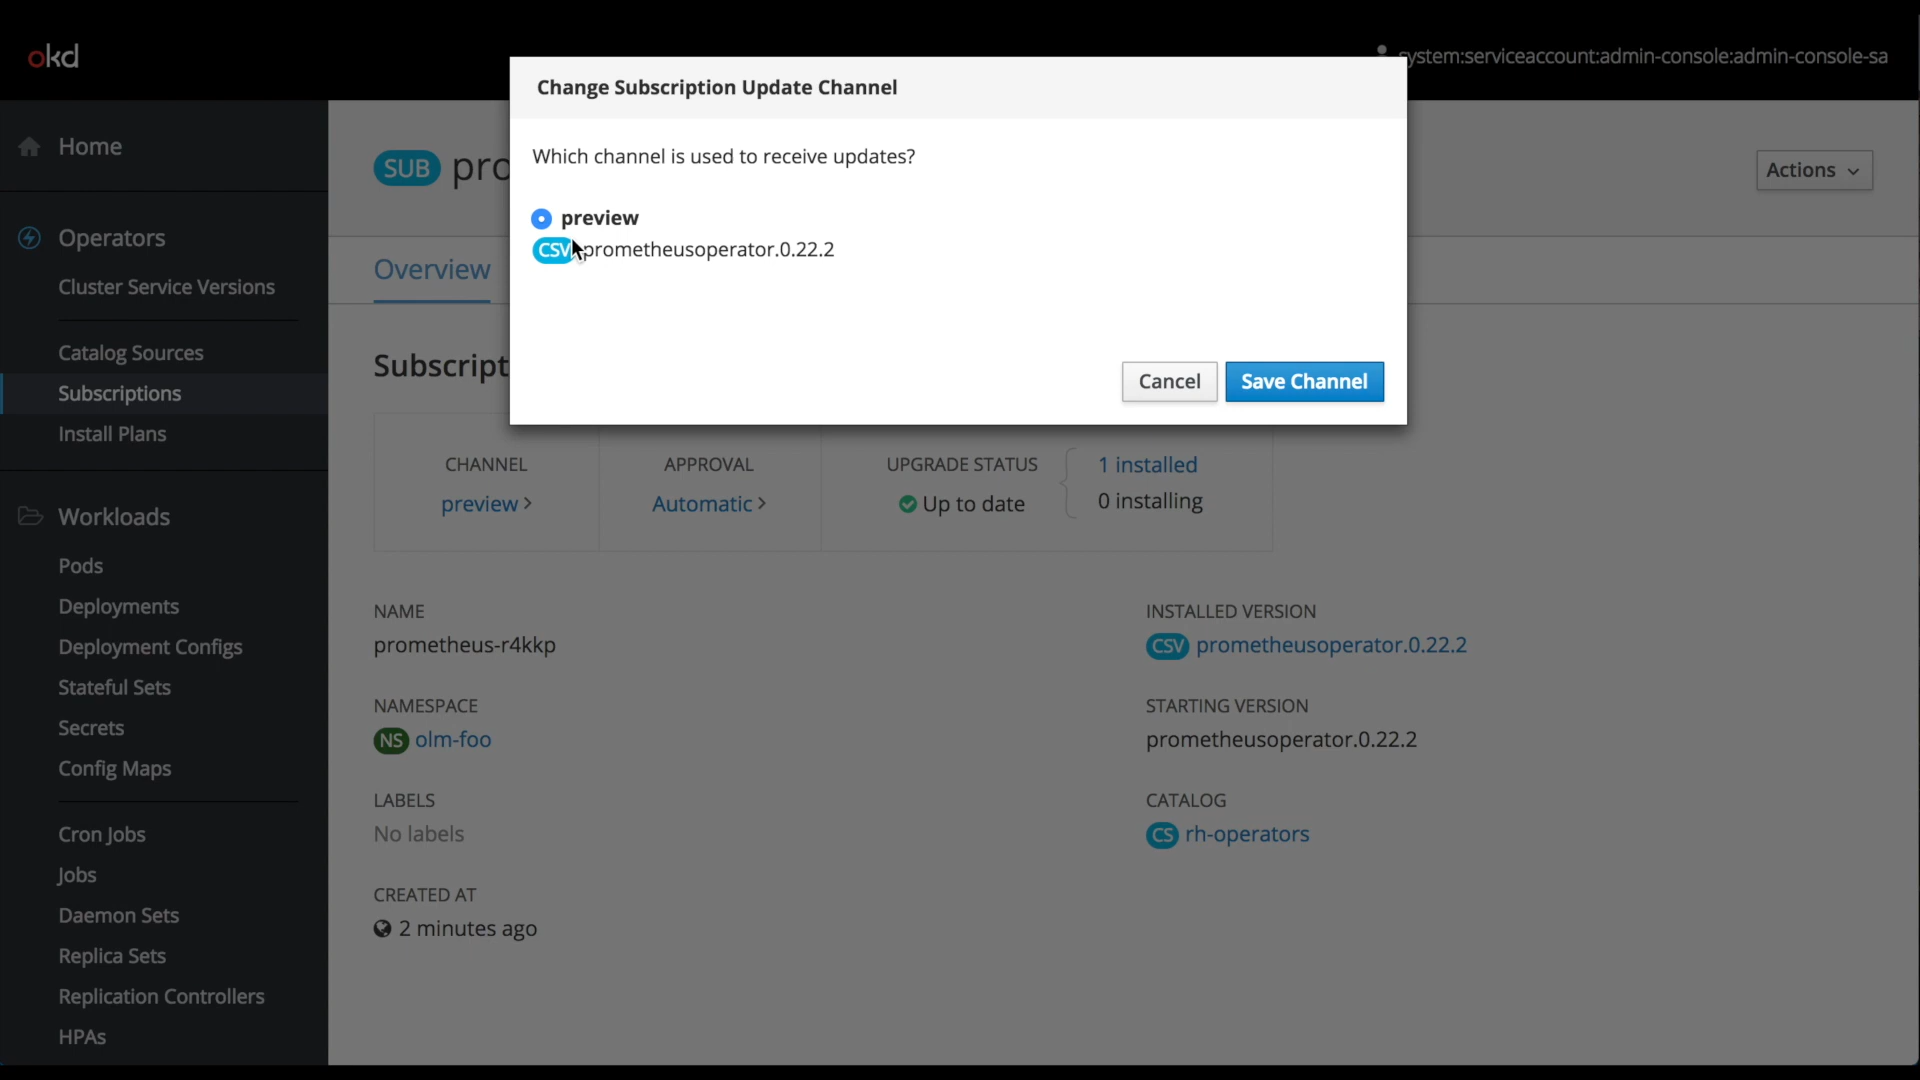 okd
ystem:serviceaccount:admin-console:admin-console-sa
Change Subscription Update Channel
Which channel is used to receive updates?
preview
CSV prometheusoperator.0.22.2
Cancel
Save Channel
Home
Operators
Cluster Service Versions
Catalog Sources
Subscriptions
Install Plans
Workloads
Pods
Deployments
Deployment Configs
Stateful Sets
Secrets
Config Maps
Cron Jobs
Jobs
Daemon Sets
Replica Sets
Replication Controllers
HPAs
SUB pro
Actions
Overview
Subscript
CHANNEL
preview
APPROVAL
Automatic
UPGRADE STATUS
Up to date
1 installed
0 installing
NAME
prometheus-r4kkp
NAMESPACE
NS olm-foo
LABELS
No labels
CREATED AT
2 minutes ago
INSTALLED VERSION
CSV prometheusoperator.0.22.2
STARTING VERSION
prometheusoperator.0.22.2
CATALOG
CS rh-operators